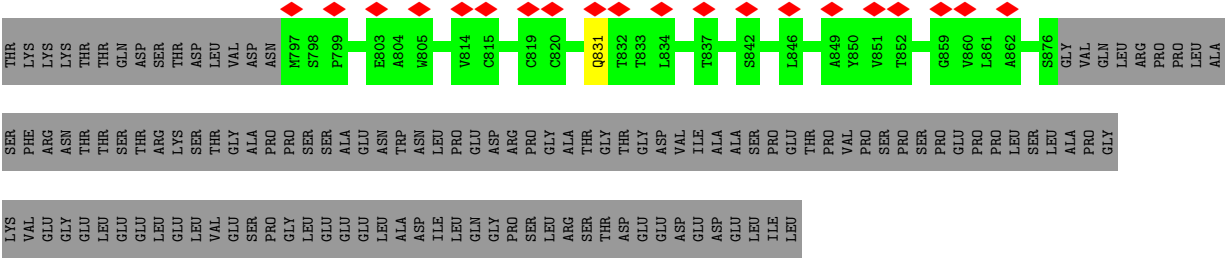 THR LYS LYS LYS THR THR GLN ASP SER THR ASP LEU VAL ASP ASN M797 S798 P799 E803 A804 W805 V814 C815 C819 C820 Q831 T832 T833 L834 T837 S842 L846 A849 Y850 V851 T852 G859 V860 L861 A862 S876 GLY VAL GLN LEU ARG PRO PRO LEU ALA
SER PHE ARG ASN THR THR SER THR ARG LYS SER THR GLY ALA PRO PRO SER SER ALA GLU ASN TRP ASN LEU PRO GLU ASP ARG PRO GLY ALA THR GLY THR GLY ASP VAL ILE ALA ALA SER PRO GLU THR PRO VAL PRO SER PRO SER PRO GLU PRO PRO LEU SER LEU ALA PRO GLY
LYS VAL GLU GLY GLU LEU GLU GLU LEU GLU LEU VAL GLU SER PRO GLY LEU GLU GLU GLU LEU ALA ASP ILE LEU GLN GLY PRO SER LEU ARG SER THR ASP GLU GLU ASP GLU ASP GLU LEU ILE LEU